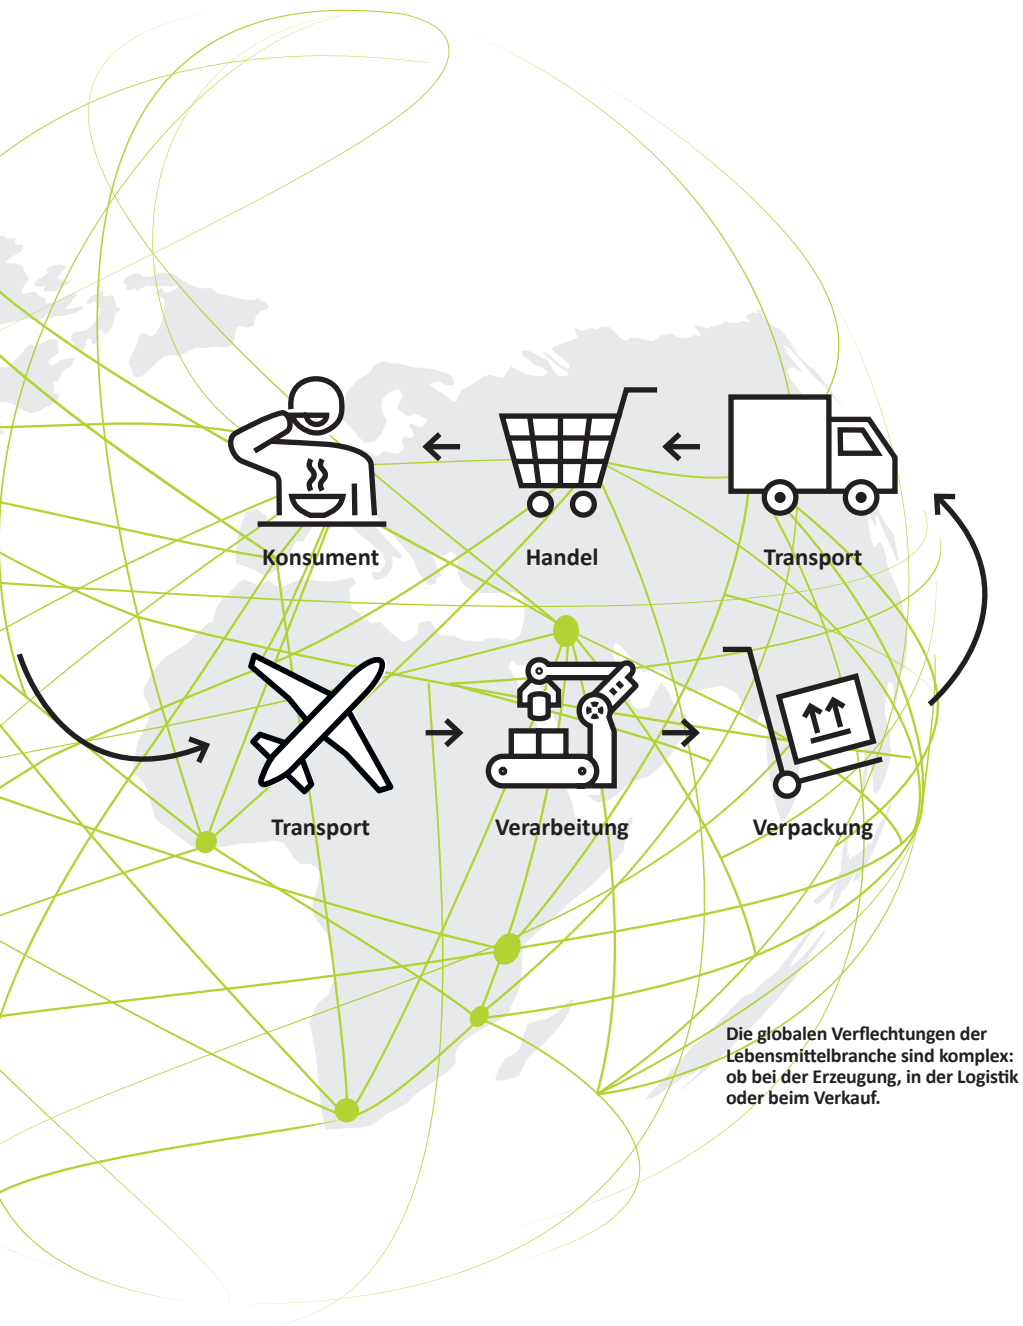 Konsument
Handel
Transport
Transport
Verarbeitung
Verpackung
Die globalen Verflechtungen der
Lebensmittelbranche sind komplex:
ob bei der Erzeugung, in der Logistik
oder beim Verkauf.